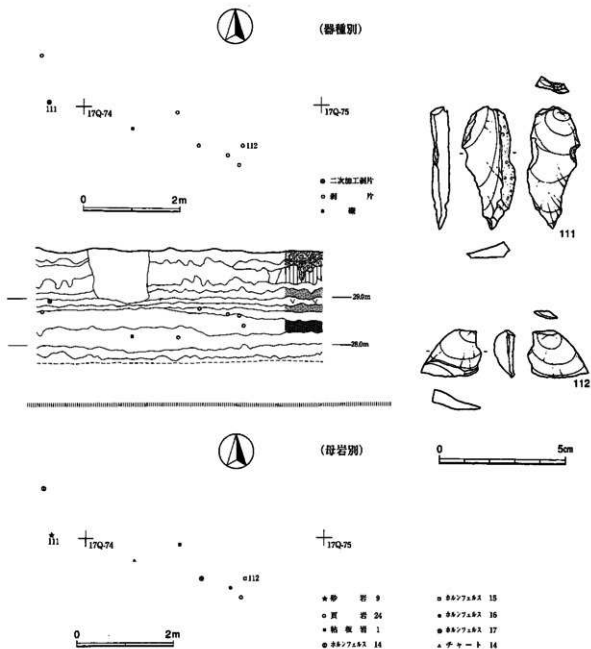 (器種別)
111
17Q-74
17Q-75
112
0 2m
二次加工剥片
剥片
礫
29.0m
28.0m
111
112
0 5cm
(母岩別)
111
17Q-74
17Q-75
112
0 2m
砂岩 9
頁岩 24
粘板岩 1
ホルンフェルス 14
ホルンフェルス 15
ホルンフェルス 16
ホルンフェルス 17
チャート 14